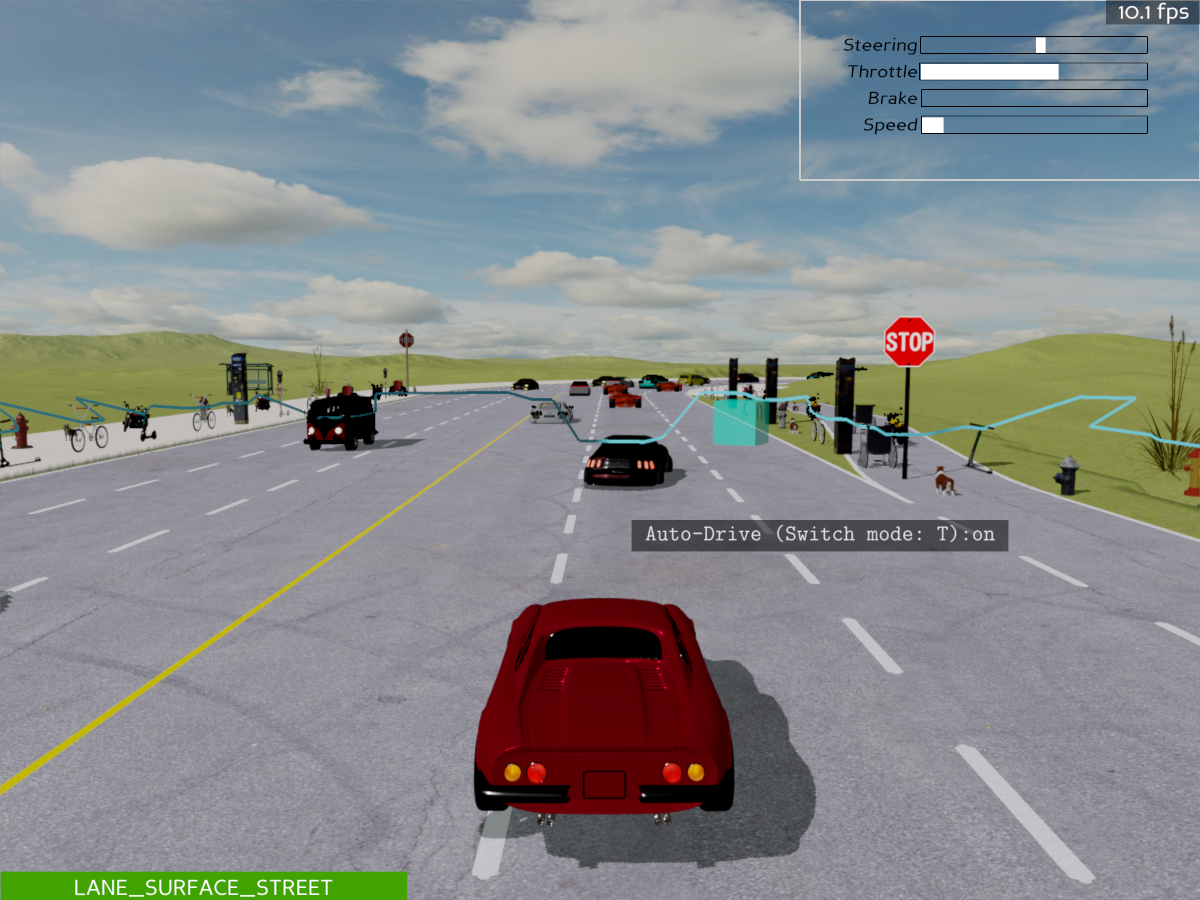 10.1 fps
Steering
Throttle
Brake
Speed
STOP
Auto-Drive (Switch mode: T):on
LANE_SURFACE_STREET